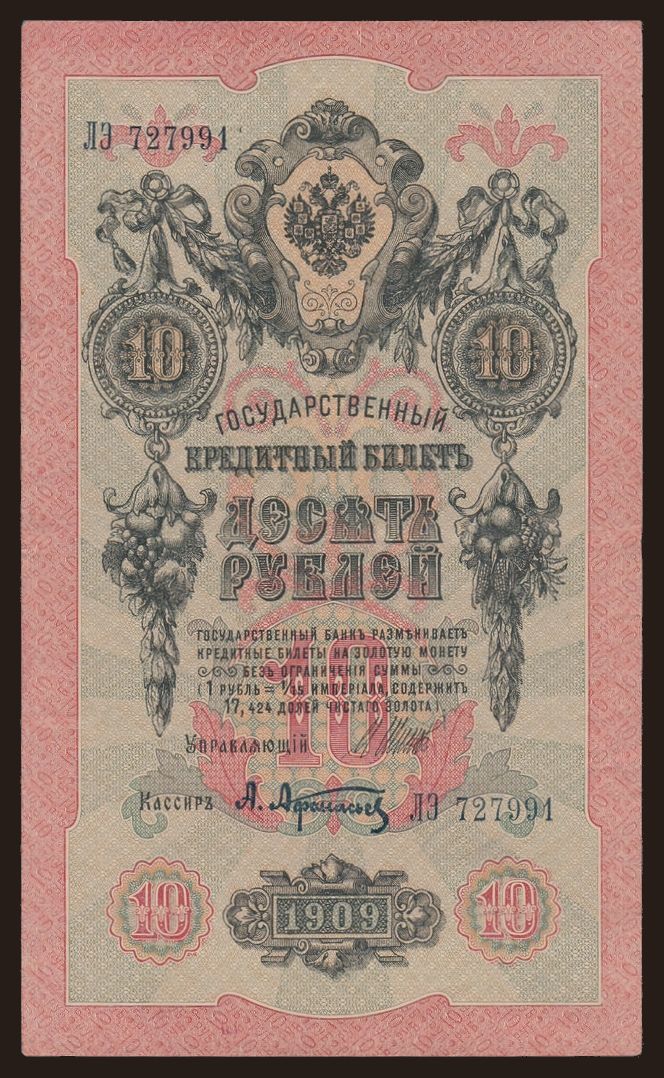 ЛЭ 727991
10 10
ГОСУДАРСТВЕННЫЙ
КРЕДИТНЫЙ БИЛЕТЪ
ДЕСЯТЬ
РУБЛЕЙ
ГОСУДАРСТВЕННЫЙ БАНКЪ РАЗМѢНИВАЕТЪ
КРЕДИТНЫЕ БИЛЕТЫ НА ЗОЛОТУЮ МОНЕТУ
БЕЗЪ ОГРАНИЧЕНІЯ СУММЫ
(1 РУБЛЬ = 1/15 ИМПЕРІАЛА, СОДЕРЖИТЪ
17,424 ДОЛЕЙ ЧИСТАГО ЗОЛОТА).
10
УПРАВЛЯЮЩІЙ
КАССИРЪ А. Афанасьев ЛЭ 727991
10 1909 10